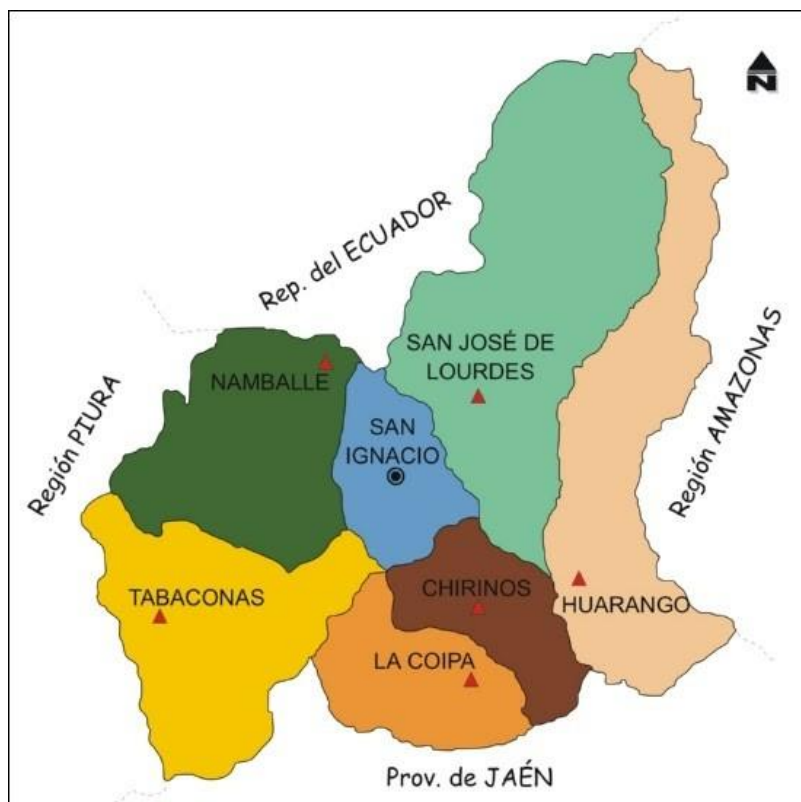 N
Rep. del ECUADOR
SAN JOSÉ DE
LOURDES
NAMBALLE
Región PIURA
SAN
IGNACIO
Región AMAZONAS
TABACONAS
CHIRINOS
HUARANGO
LA COIPA
Prov. de JAÉN